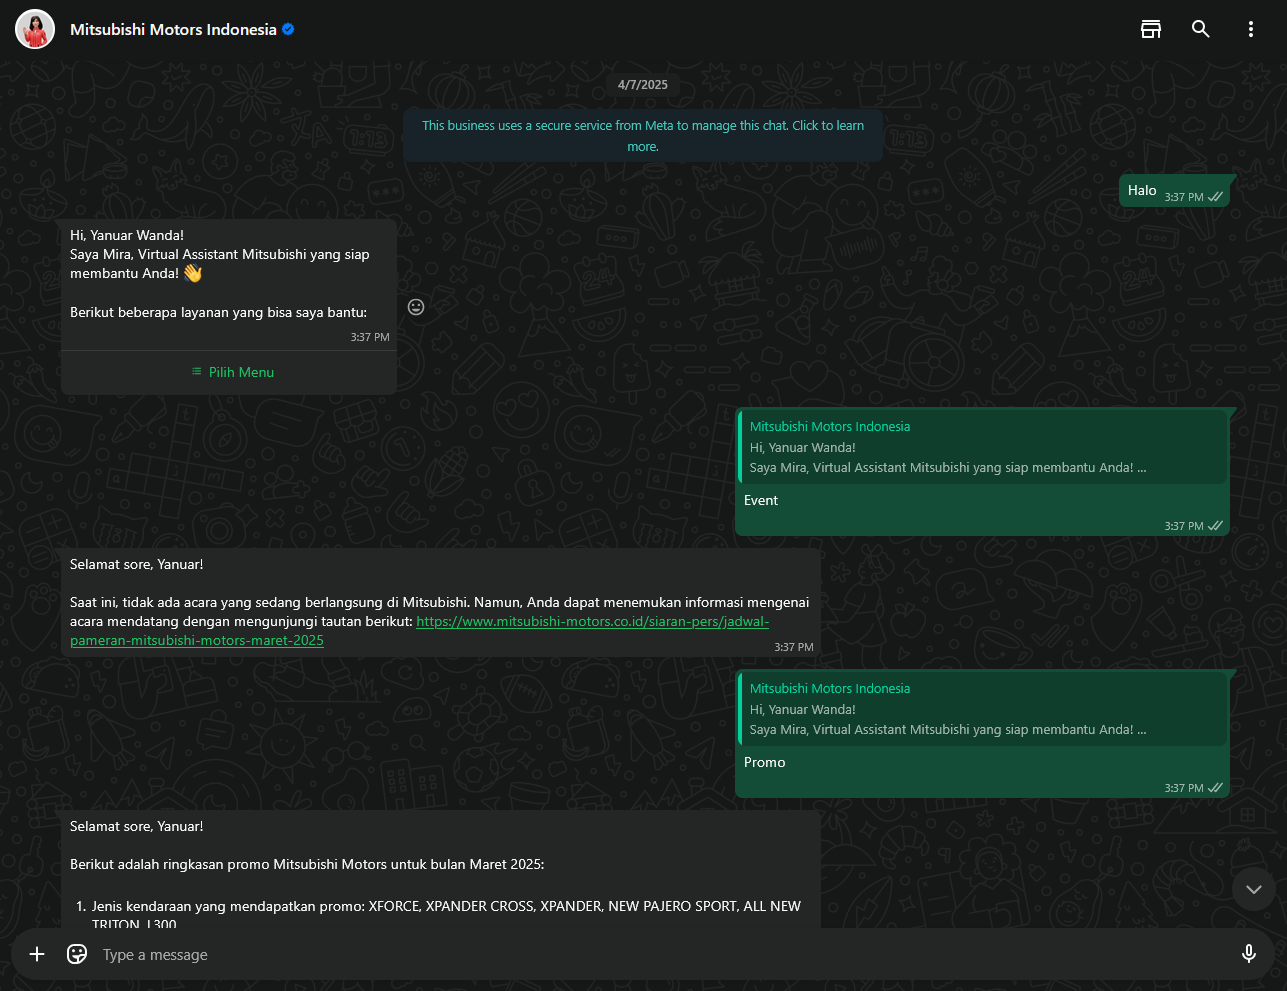 Mitsubishi Motors Indonesia
4/7/2025
This business uses a secure service from Meta to manage this chat. Click to learn
more.
Halo
3:37 PM
Hi, Yanuar Wanda!
Saya Mira, Virtual Assistant Mitsubishi yang siap
membantu Anda! 👋
Berikut beberapa layanan yang bisa saya bantu:
3:37 PM
Pilih Menu
Mitsubishi Motors Indonesia
Hi, Yanuar Wanda!
Saya Mira, Virtual Assistant Mitsubishi yang siap membantu Anda! ...
Event
3:37 PM
Selamat sore, Yanuar!
Saat ini, tidak ada acara yang sedang berlangsung di Mitsubishi. Namun, Anda dapat menemukan informasi mengenai
acara mendatang dengan mengunjungi tautan berikut: https://www.mitsubishi-motors.co.id/siaran-pers/jadwal-
pameran-mitsubishi-motors-maret-2025
3:37 PM
Mitsubishi Motors Indonesia
Hi, Yanuar Wanda!
Saya Mira, Virtual Assistant Mitsubishi yang siap membantu Anda! ...
Promo
3:37 PM
Selamat sore, Yanuar!
Berikut adalah ringkasan promo Mitsubishi Motors untuk bulan Maret 2025:
1. Jenis kendaraan yang mendapatkan promo: XFORCE, XPANDER CROSS, XPANDER, NEW PAJERO SPORT, ALL NEW
TRITON, L300
Type a message